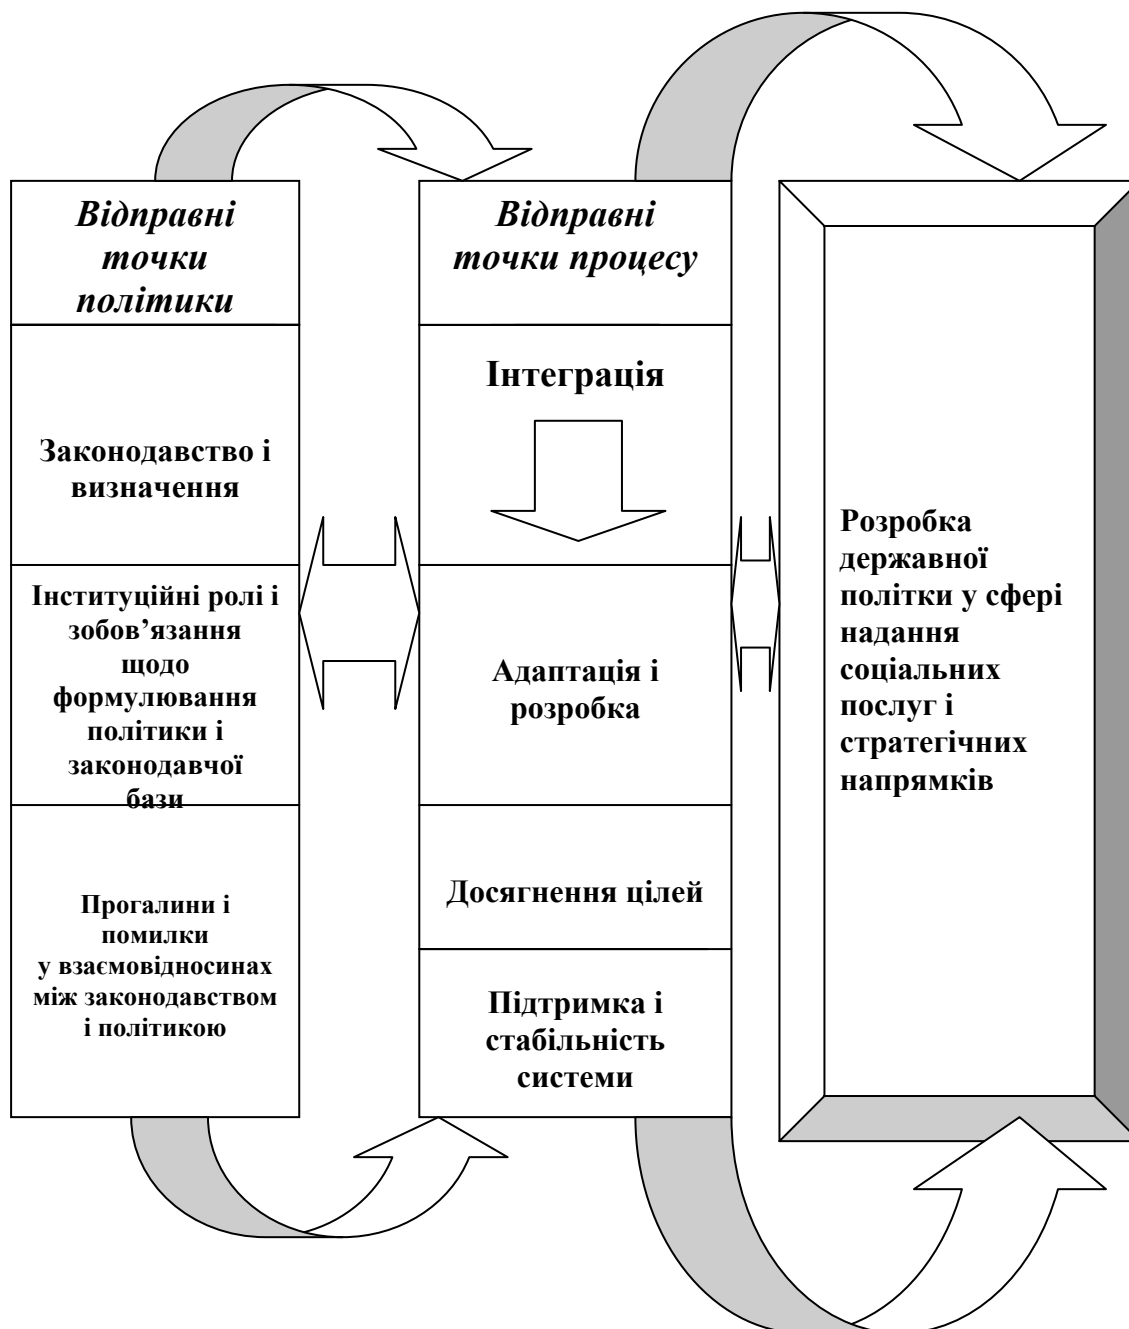 Відправні
точки
політики
Законодавство і
визначення
Інституційні ролі і
зобов’язання
щодо
формулювання
політики і
законодавчої
бази
Прогалини і
помилки
у взаємовідносинах
між законодавством
і політикою
Відправні
точки процесу
Інтеграція
Адаптація і
розробка
Досягнення цілей
Підтримка і
стабільність
системи
Розробка
державної
політки у сфері
надання
соціальних
послуг і
стратегічних
напрямків